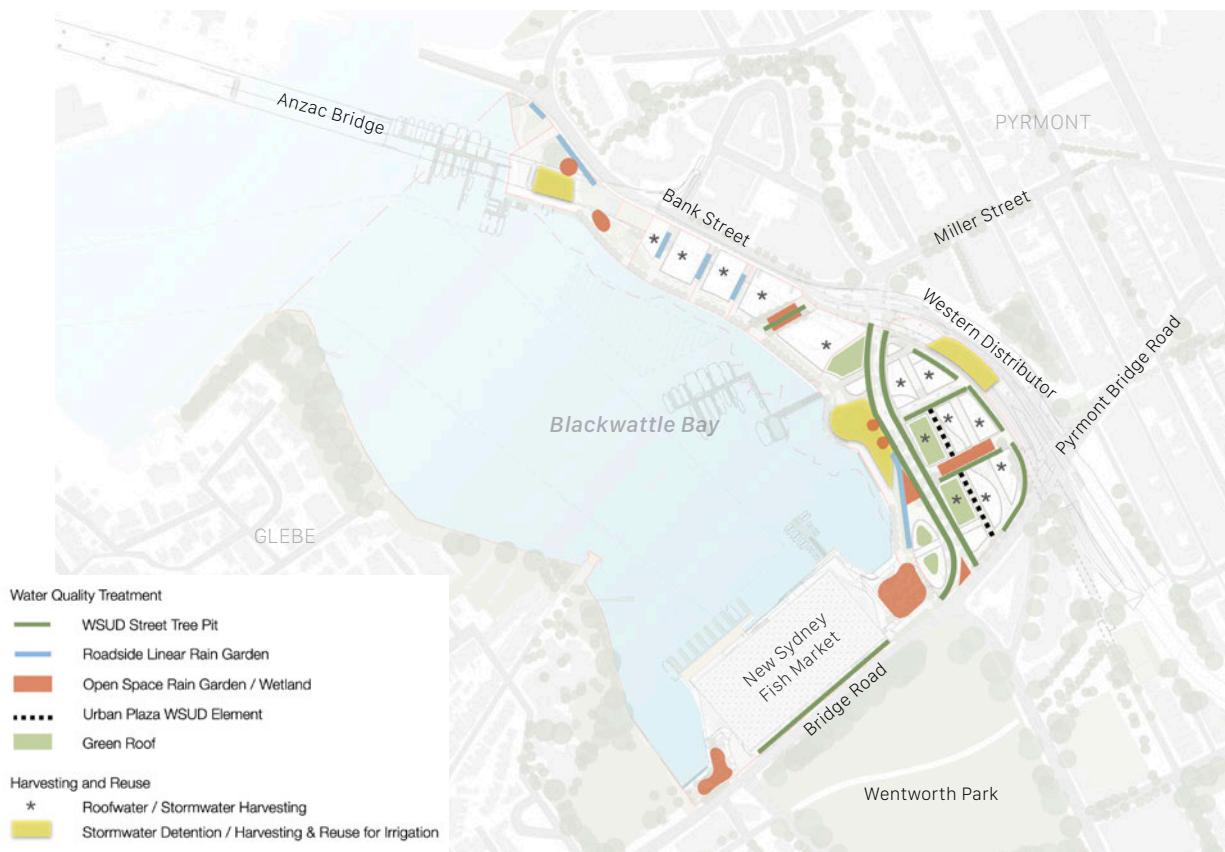 Anzac Bridge
PYRMONT
Bank Street
Miller Street
Western Distributor
Pyrmont Bridge Road
Blackwattle Bay
GLEBE
New Sydney
Fish Market
Bridge Road
Wentworth Park
Water Quality Treatment
WSUD Street Tree Pit
Roadside Linear Rain Garden
Open Space Rain Garden / Wetland
Urban Plaza WSUD Element
Green Roof
Harvesting and Reuse
* Roofwater / Stormwater Harvesting
Stormwater Detention / Harvesting & Reuse for Irrigation